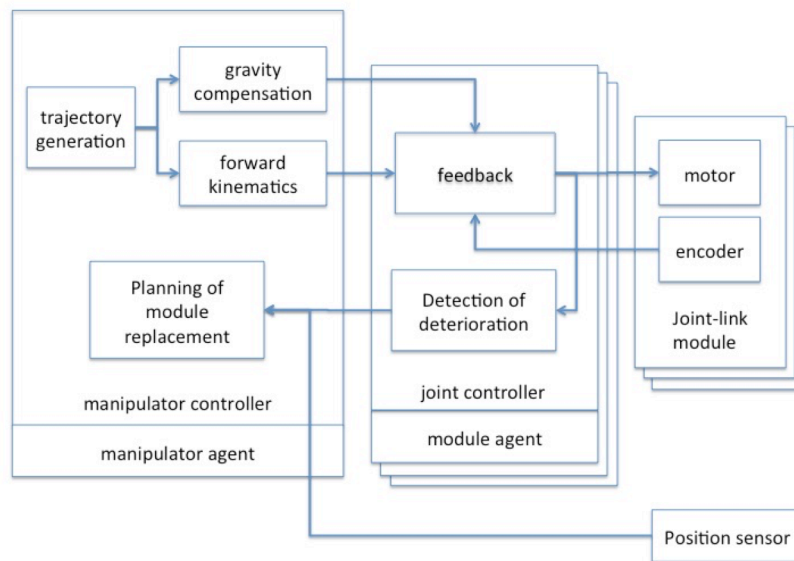 gravity
compensation
trajectory
generation
forward
kinematics
feedback
motor
encoder
Planning of
module
replacement
Detection of
deterioration
Joint-link
module
manipulator controller
joint controller
manipulator agent
module agent
Position sensor